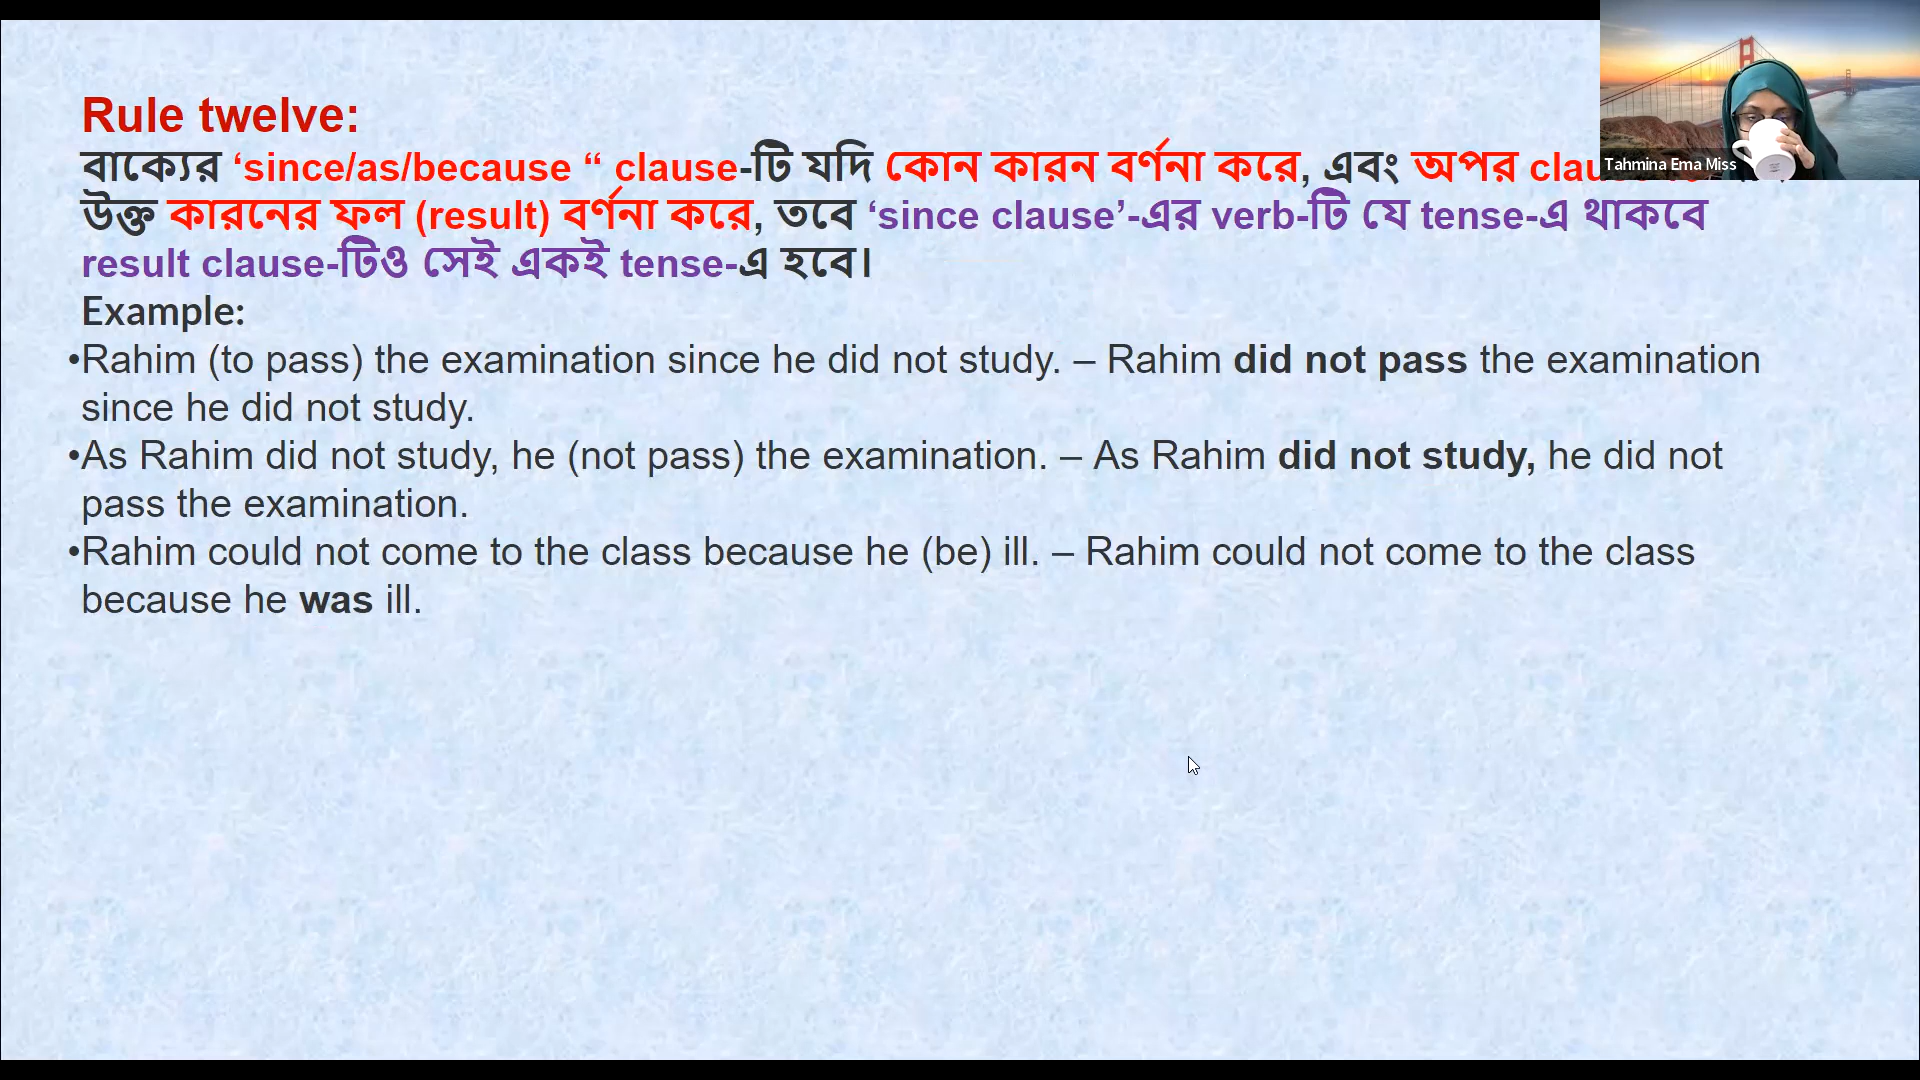 Rule twelve:
বাক্যের ‘since/as/because “ clause-টি যদি কোন কারন বর্ণনা করে, এবং অপর
উক্ত কারনের ফল (result) বর্ণনা করে, তবে ‘since clause’-এর verb-টি যে tense-এ থাকবে
result clause-টিও সেই একই tense-এ হবে।
Example:
•Rahim (to pass) the examination since he did not study. – Rahim did not pass the examination
since he did not study.
•As Rahim did not study, he (not pass) the examination. – As Rahim did not study, he did not
pass the examination.
•Rahim could not come to the class because he (be) ill. – Rahim could not come to the class
because he was ill.
Tahmina Ema Miss